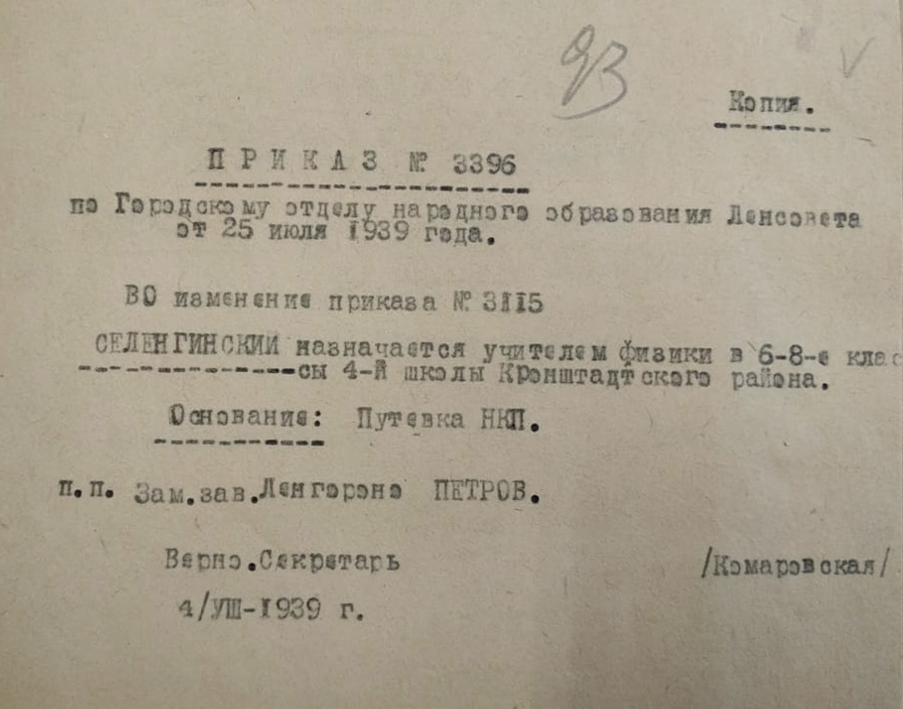 93
Копия.
ПРИКАЗ № 3396
по Городскому отделу народного образования Ленсовета
от 25 июля 1939 года.
ВО изменение приказа № 3115
СЕЛЕНГИНСКИЙ назначается учителем физики в 6-8-е клас
сы 4-й школы Кронштадтского района.
Основание: Путевка НКП.
п.п. Зам.зав.Ленгороно ПЕТРОВ.
Верно.Секретарь /Комаровская/
4/УШ-1939 г.